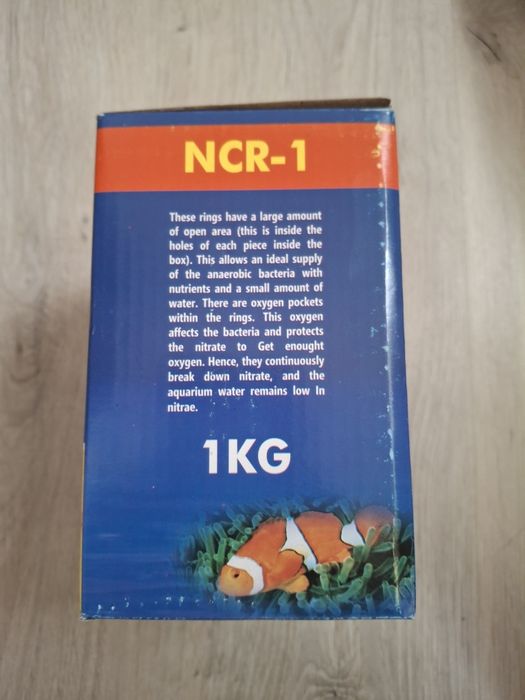 NCR-1
These rings have a large amount
of open area (this is inside the
holes of each piece inside the
box). This allows an ideal supply
of the anaerobic bacteria with
nutrients and a small amount of
water. There are oxygen pockets
within the rings. This oxygen
affects the bacteria and protects
the nitrate to Get enought
oxygen. Hence, they continuously
break down nitrate, and the
aquarium water remains low In
nitrae.
1KG